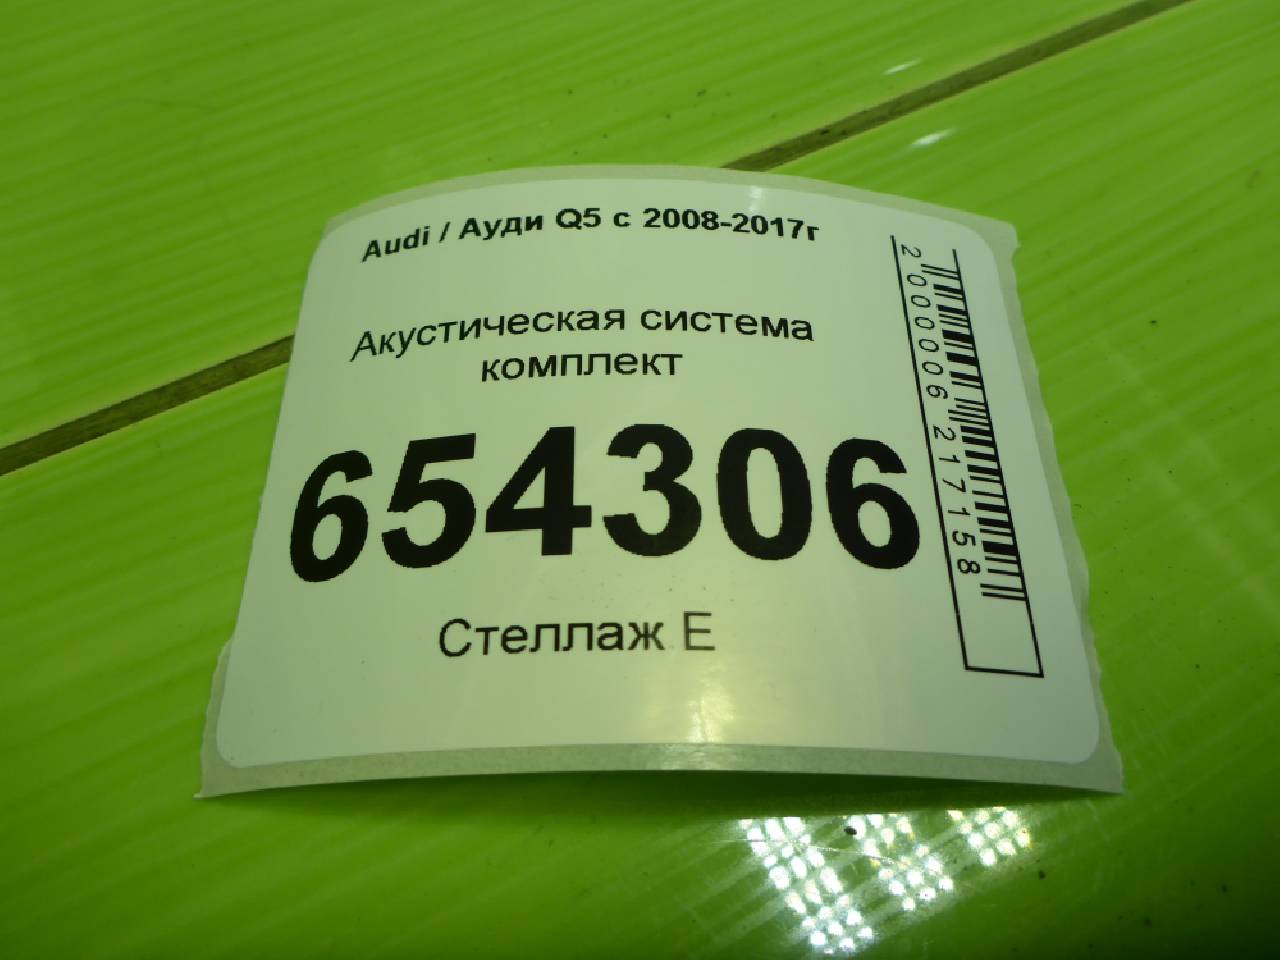 Audi / Ауди Q5 с 2008-2017г
Акустическая система
комплект
654306
Стеллаж Е
2000006217158